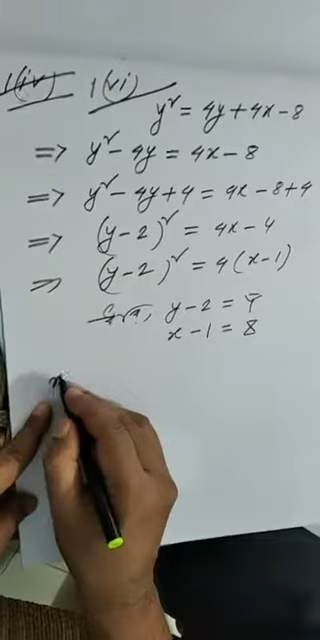 1(iv) 1(vi)
y² = 4y + 4x - 8
=> y² - 4y = 4x - 8
=> y² - 4y + 4 = 4x - 8 + 4
=> (y-2)² = 4x - 4
=> (y-2)² = 4(x-1)
y - 2 = Y
x - 1 = 8